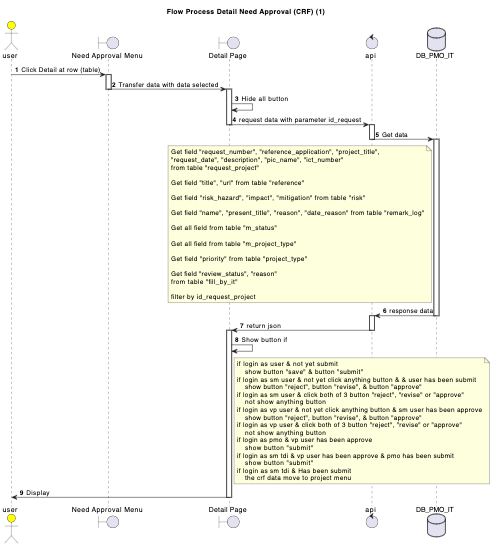 Flow Process Detail Need Approval (CRF) (1)
user
Need Approval Menu
Detail Page
api
DB_PMO_IT
1 Click Detail at row (table)
2 Transfer data with data selected
3 Hide all button
4 request data with parameter id_request
5 Get data
Get field "request_number", "reference_application", "project_title",
"request_date", "description", "pic_name", "ict_number"
from table "request_project"
Get field "title", "url" from table "reference"
Get field "risk_hazard", "impact", "mitigation" from table "risk"
Get field "name", "present_title", "reason", "date_reason" from table "remark_log"
Get all field from table "m_status"
Get all field from table "m_project_type"
Get field "priority" from table "project_type"
Get field "review_status", "reason"
from table "fill_by_it"
filter by id_request_project
6 response data
7 return json
8 Show button if
if login as user & not yet submit
show button "save" & button "submit"
if login as sm user & not yet click anything button & & user has been submit
show button "reject", button "revise", & button "approve"
if login as sm user & click both of 3 button "reject", "revise" or "approve"
not show anything button
if login as vp user & not yet click anything button & sm user has been approve
show button "reject", button "revise", & button "approve"
if login as vp user & click both of 3 button "reject", "revise" or "approve"
not show anything button
if login as pmo & vp user has been approve
show button "submit"
if login as sm tdi & vp user has been approve & pmo has been submit
show button "submit"
if login as sm tdi & Has been submit
the crf data move to project menu
9 Display
user
Need Approval Menu
Detail Page
api
DB_PMO_IT